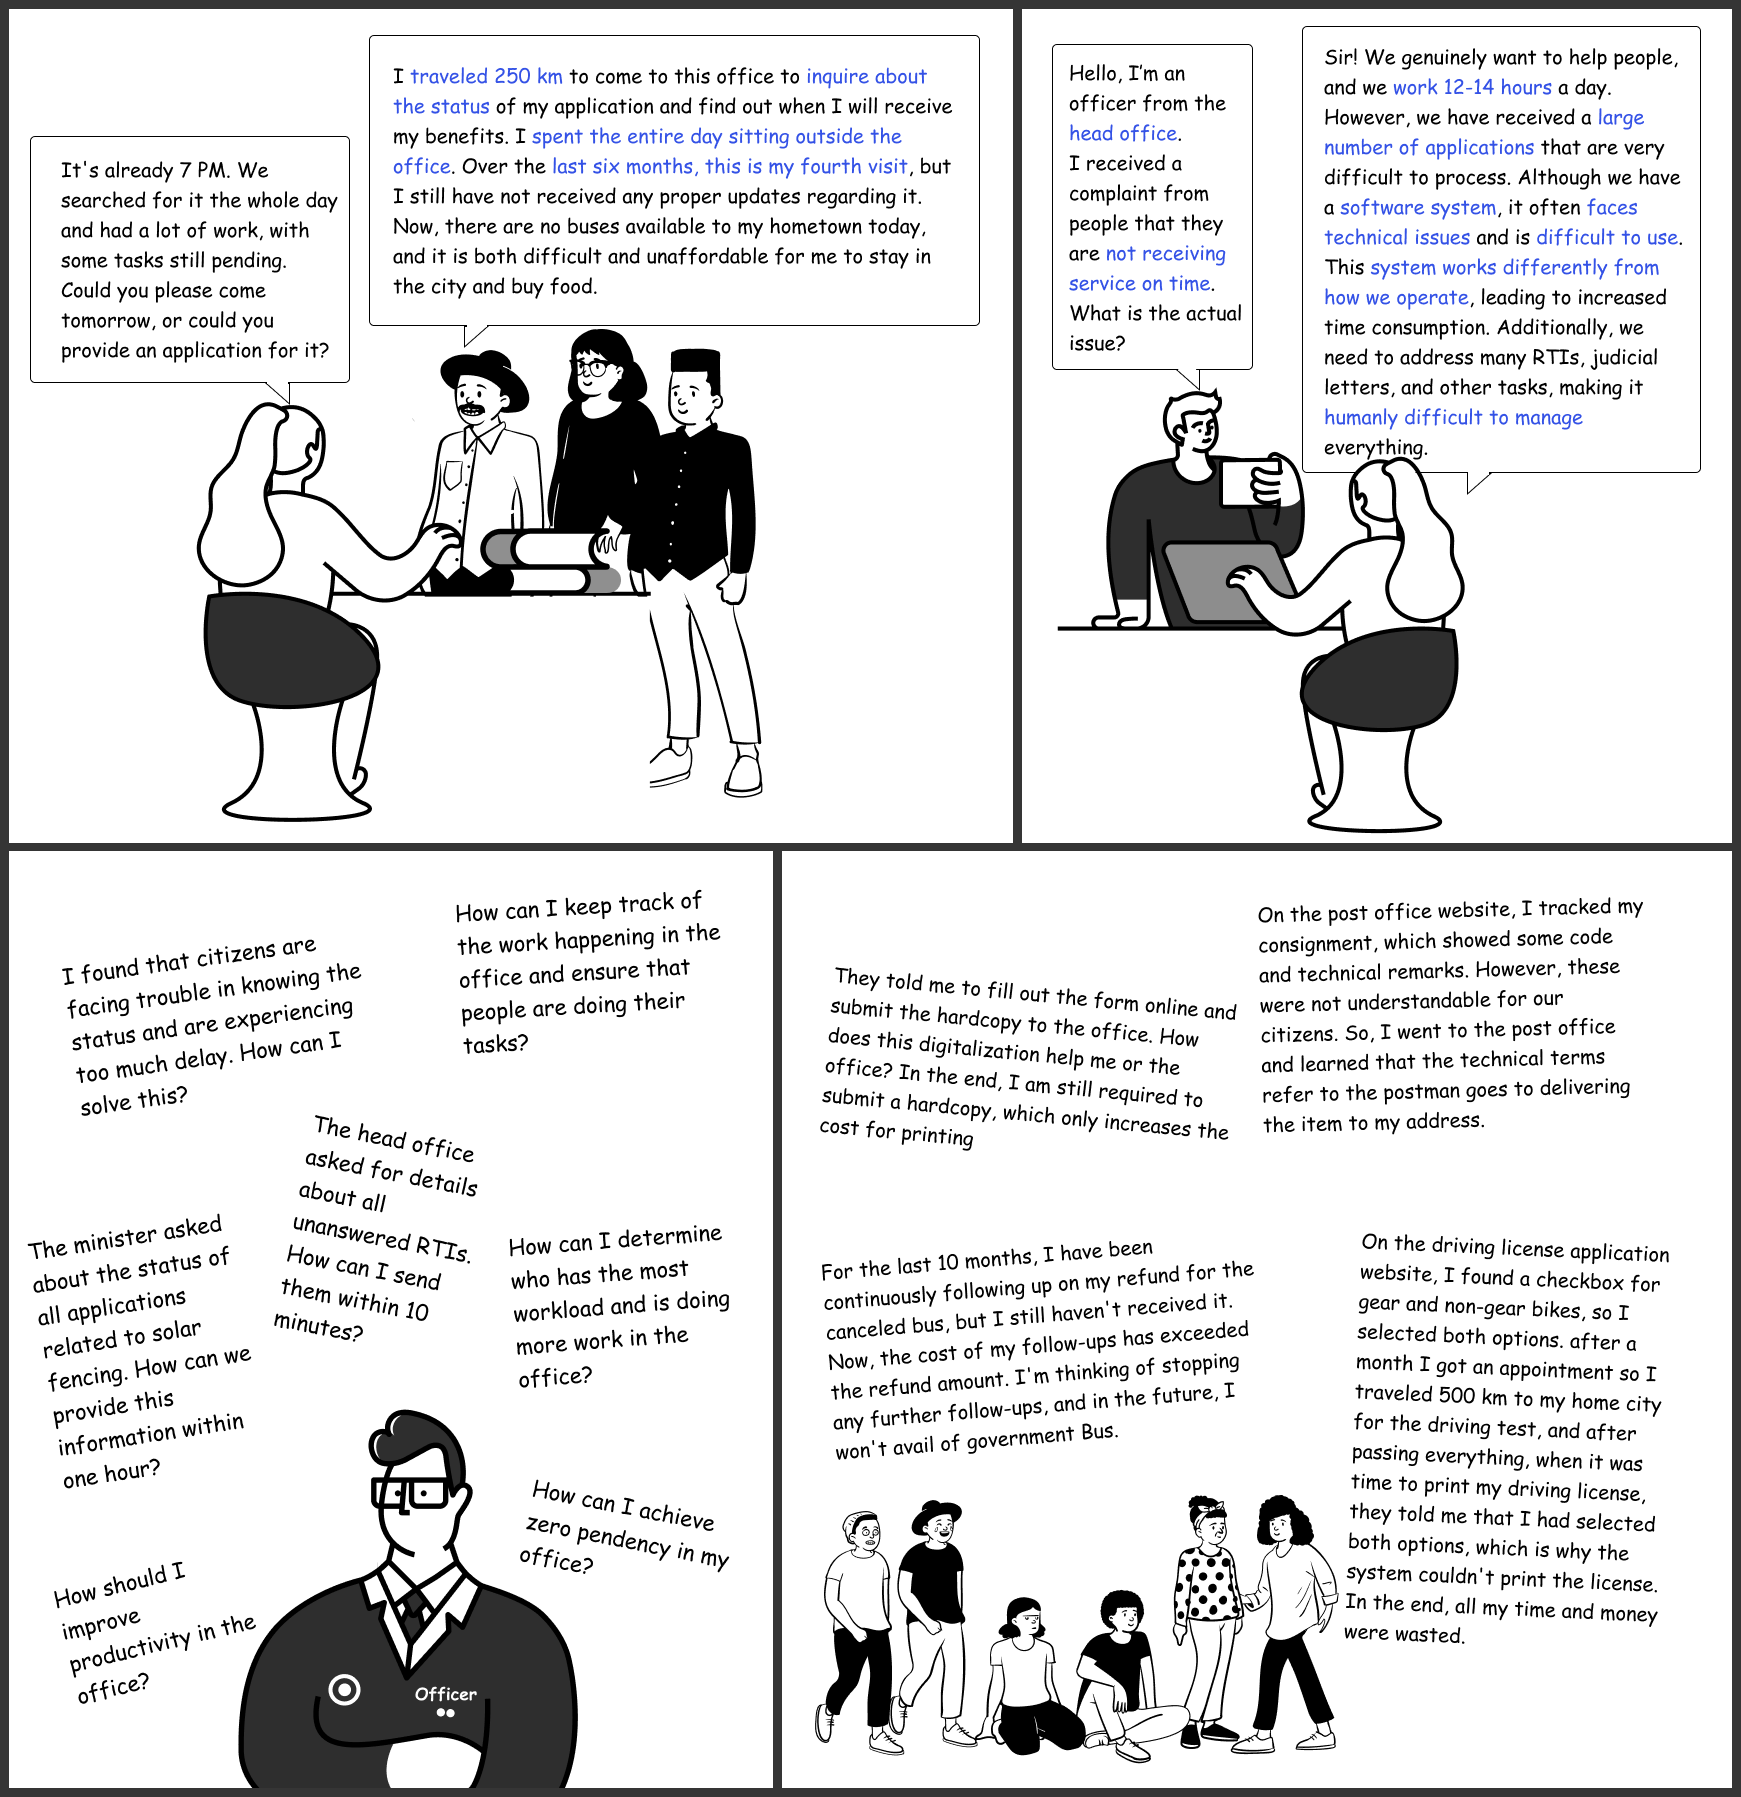 It's already 7 PM. We
searched for it the whole day
and had a lot of work, with
some tasks still pending.
Could you please come
tomorrow, or could you
provide an application for it?
I traveled 250 km to come to this office to inquire about
the status of my application and find out when I will receive
my benefits. I spent the entire day sitting outside the
office. Over the last six months, this is my fourth visit, but
I still have not received any proper updates regarding it.
Now, there are no buses available to my hometown today,
and it is both difficult and unaffordable for me to stay in
the city and buy food.
Hello, I'm an
officer from the
head office.
I received a
complaint from
people that they
are not receiving
service on time.
What is the actual
issue?
Sir! We genuinely want to help people,
and we work 12-14 hours a day.
However, we have received a large
number of applications that are very
difficult to process. Although we have
a software system, it often faces
technical issues and is difficult to use.
This system works differently from
how we operate, leading to increased
time consumption. Additionally, we
need to address many RTIs, judicial
letters, and other tasks, making it
humanly difficult to manage
everything.
I found that citizens are
facing trouble in knowing the
status and are experiencing
too much delay. How can I
solve this?
How can I keep track of
the work happening in the
office and ensure that
people are doing their
tasks?
The head office
asked for details
about all
unanswered RTIs.
How can I send
them within 10
minutes?
The minister asked
about the status of
all applications
related to solar
fencing. How can we
provide this
information within
one hour?
How can I determine
who has the most
workload and is doing
more work in the
office?
How can I achieve
zero pendency in my
office?
How should I
improve
productivity in the
office?
Officer
They told me to fill out the form online and
submit the hardcopy to the office. How
does this digitalization help me or the
office? In the end, I am still required to
submit a hardcopy, which only increases the
cost for printing
On the post office website, I tracked my
consignment, which showed some code
and technical remarks. However, these
were not understandable for our
citizens. So, I went to the post office
and learned that the technical terms
refer to the postman goes to delivering
the item to my address.
For the last 10 months, I have been
continuously following up on my refund for the
canceled bus, but I still haven't received it.
Now, the cost of my follow-ups has exceeded
the refund amount. I'm thinking of stopping
any further follow-ups, and in the future, I
won't avail of government Bus.
On the driving license application
website, I found a checkbox for
gear and non-gear bikes, so I
selected both options. after a
month I got an appointment so I
traveled 500 km to my home city
for the driving test, and after
passing everything, when it was
time to print my driving license,
they told me that I had selected
both options, which is why the
system couldn't print the license.
In the end, all my time and money
were wasted.